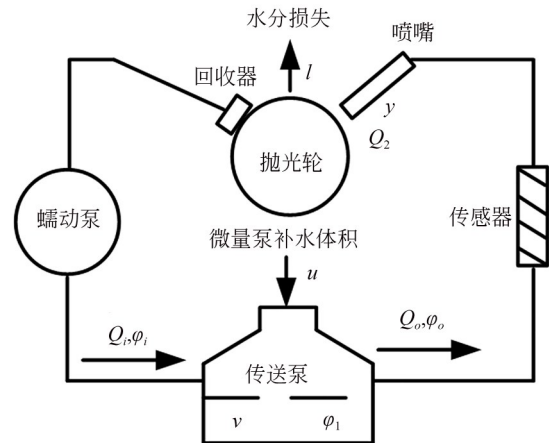 水分损失
喷嘴
回收器
l
y
Q₂
抛光轮
蠕动泵
传感器
微量泵补水体积
u
Qᵢ,φᵢ
Qₒ,φₒ
传送泵
v
φ₁